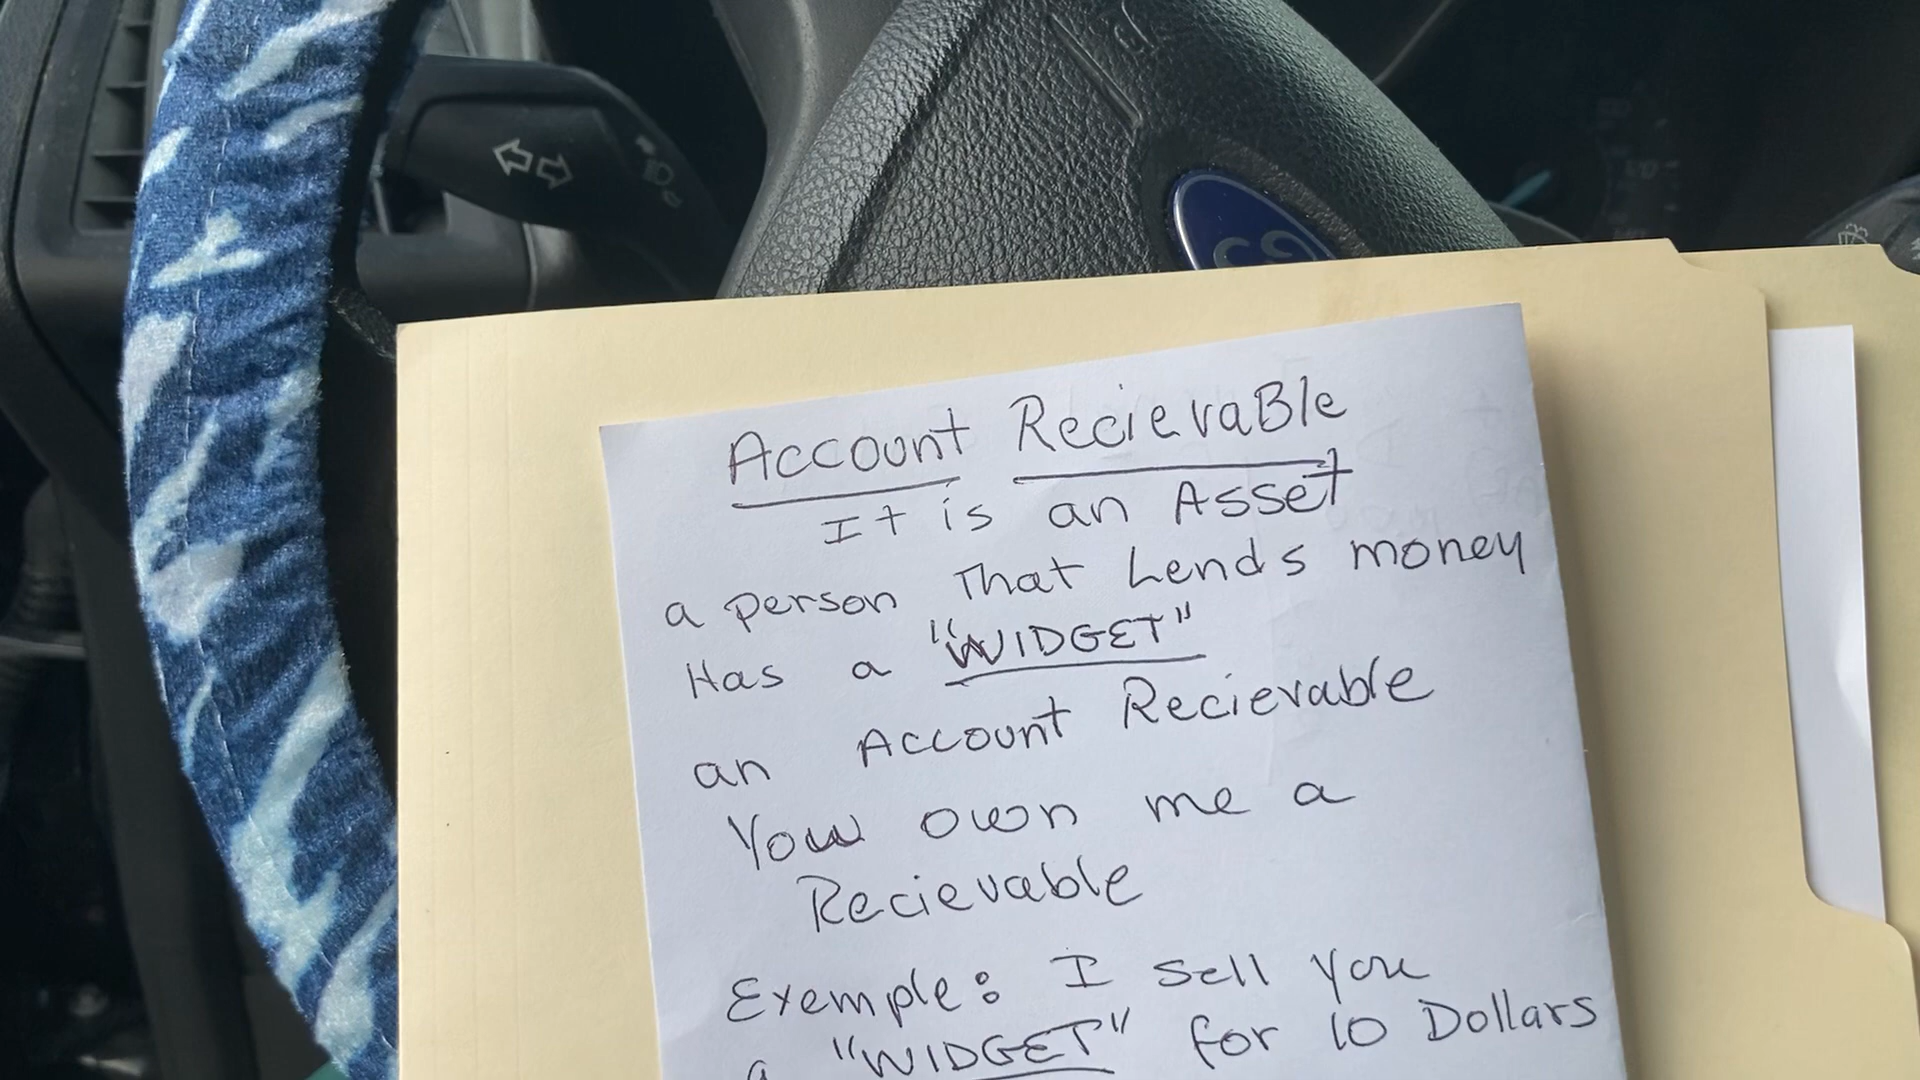 Account RecievaBle
It is an Asset
a person That Lends money
Has a "WIDGET"
an Account Recievable
You own me a
Recievable
Exemple: I sell you
a "WIDGET" for 10 Dollars